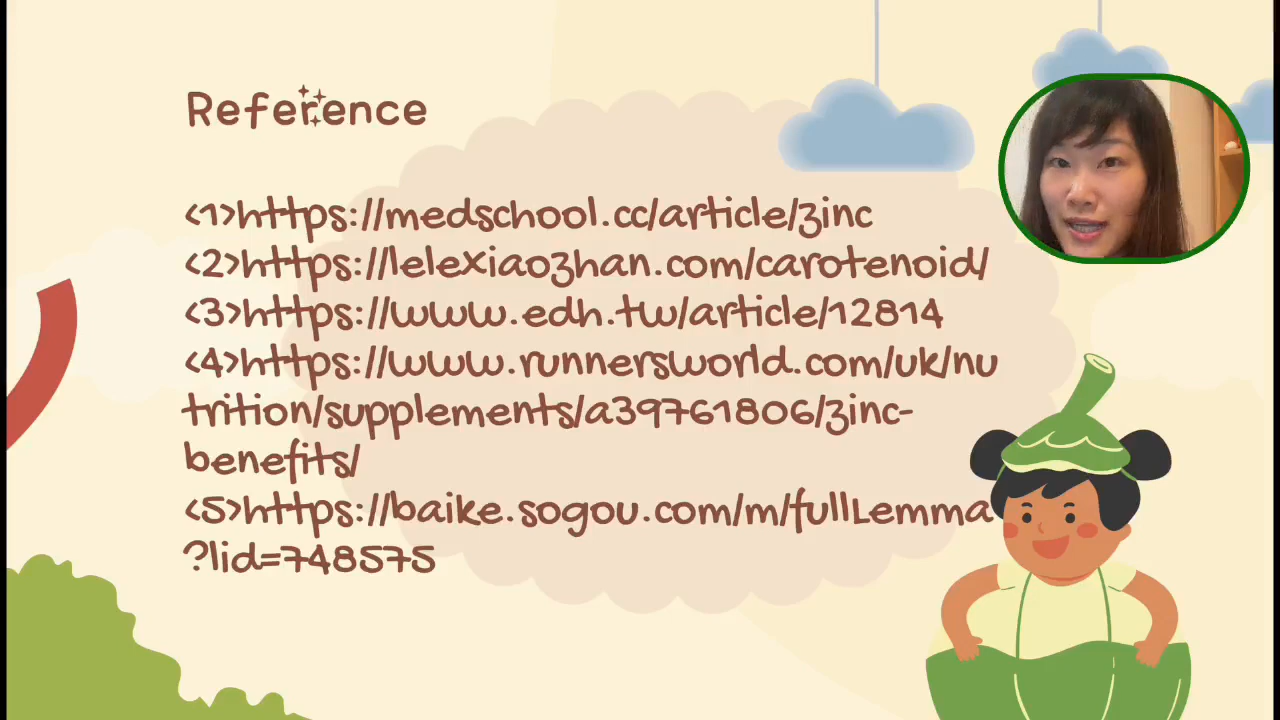 Reference
<1>https://medschool.cc/article/zinc
<2>https://lelexiaozhan.com/carotenoid/
<3>https://www.edh.tw/article/12814
<4>https://www.runnersworld.com/uk/nu
trition/supplements/a39761806/zinc-
benefits/
<5>https://baike.sogou.com/m/fullLemma
?lid=748575